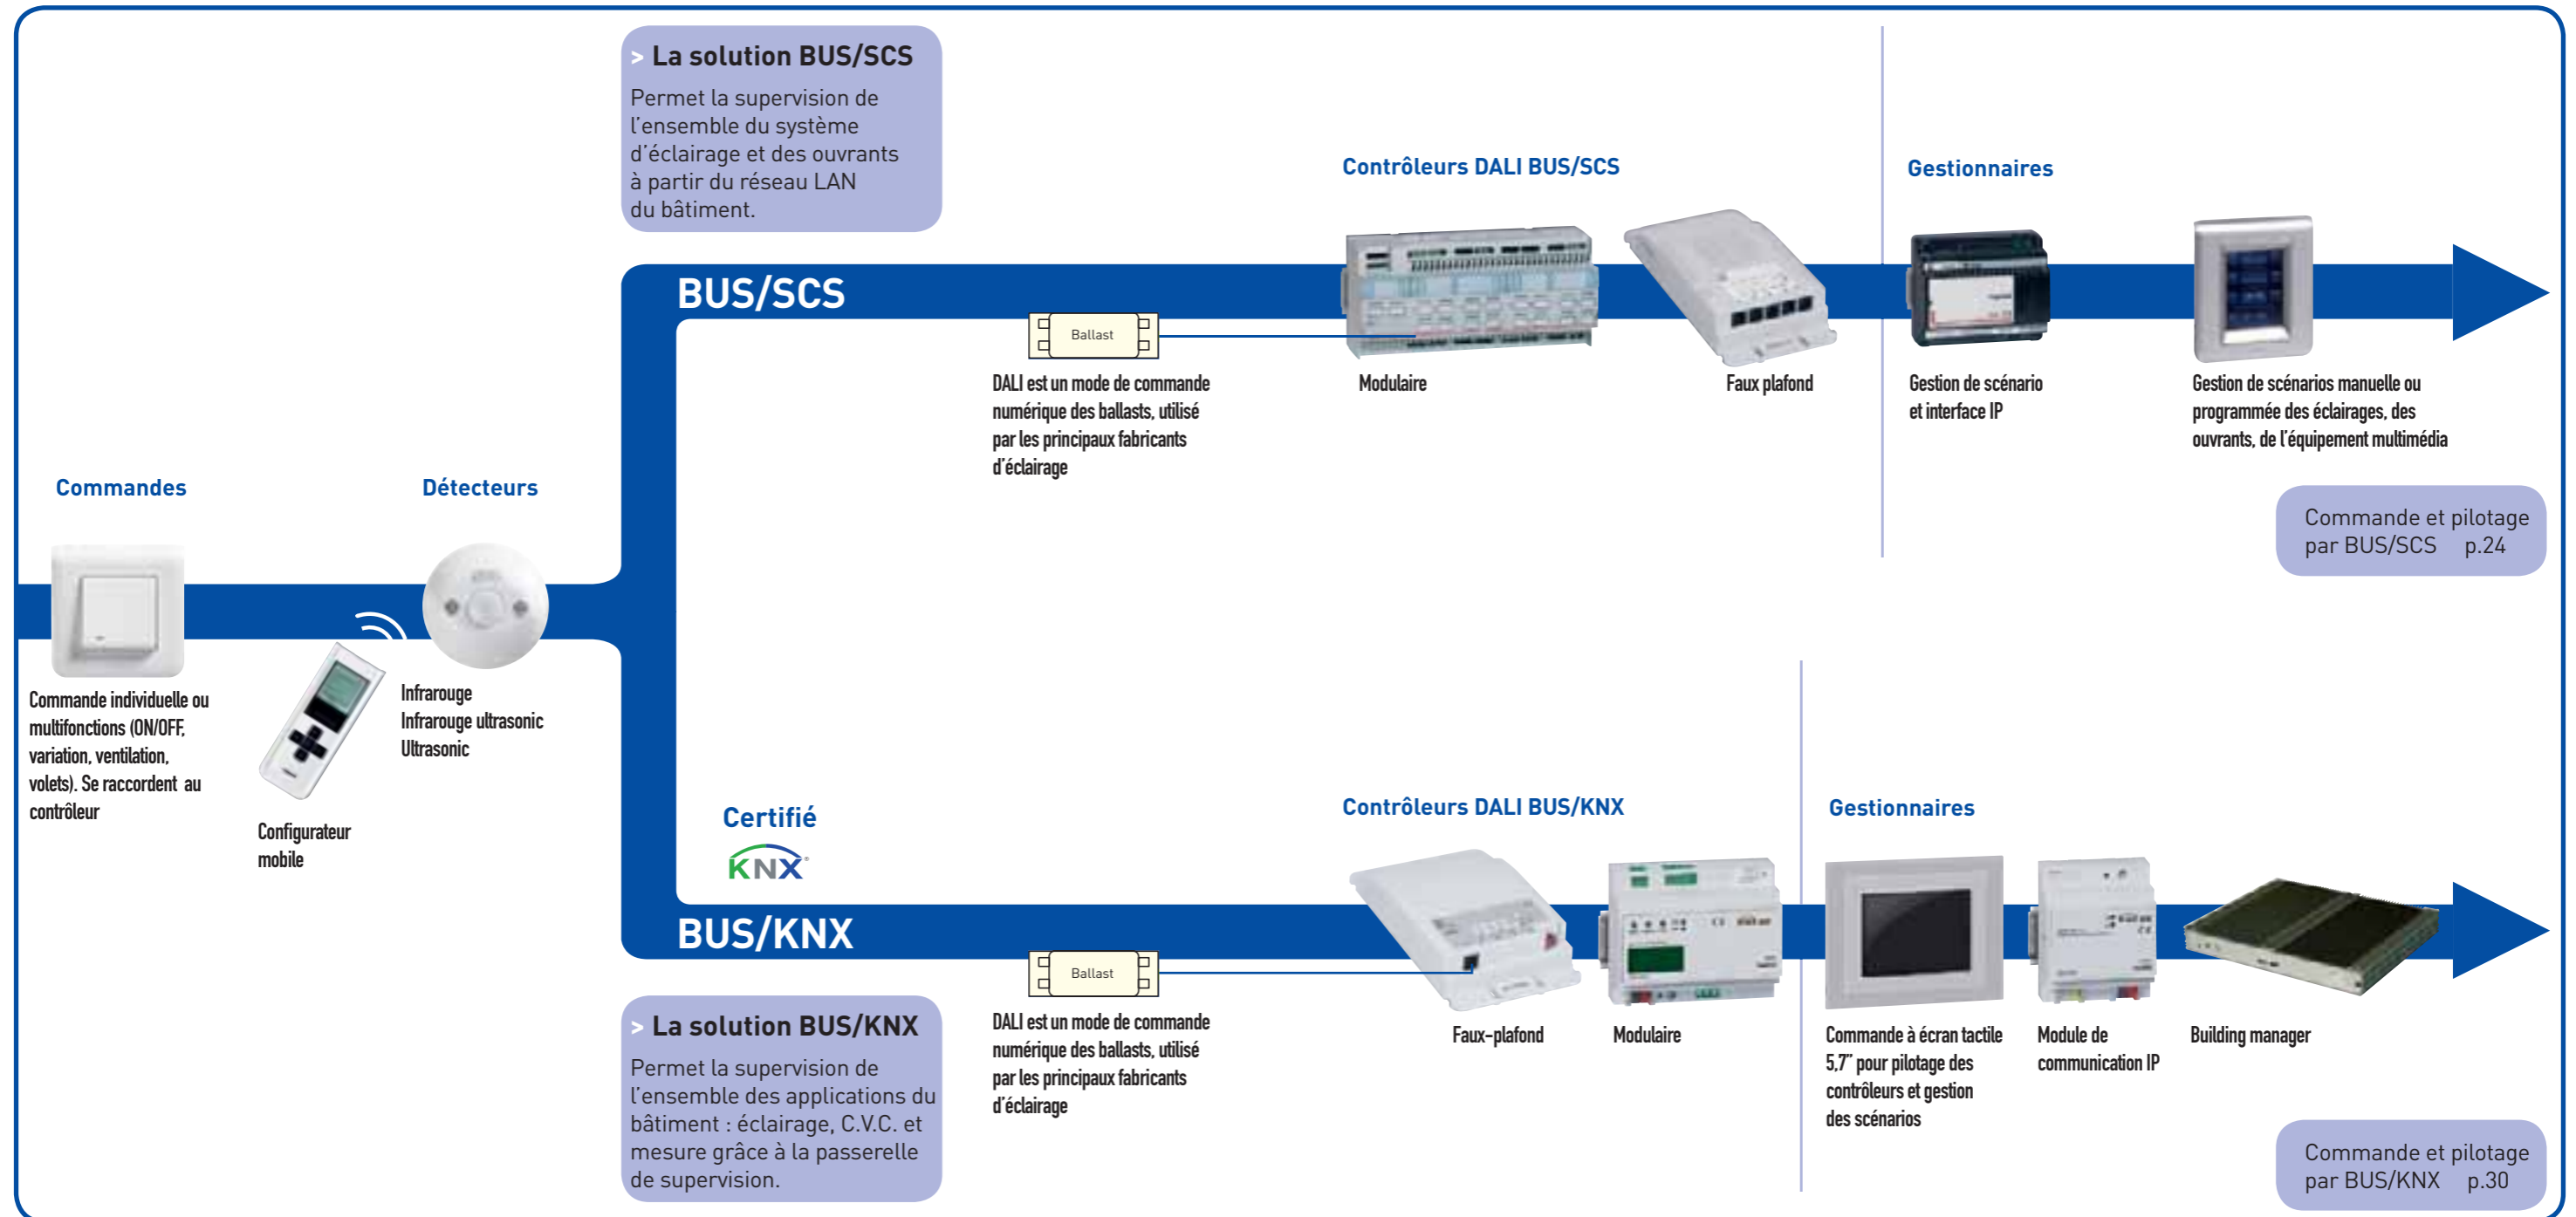 > La solution BUS/SCS
Permet la supervision de
l'ensemble du système
d'éclairage et des ouvrants
à partir du réseau LAN
du bâtiment.
Contrôleurs DALI BUS/SCS
Gestionnaires
BUS/SCS
Ballast
DALI est un mode de commande
numérique des ballasts, utilisé
par les principaux fabricants
d'éclairage
Modulaire
Faux plafond
Gestion de scénario
et interface IP
Gestion de scénarios manuelle ou
programmée des éclairages, des
ouvrants, de l'équipement multimédia
Commande et pilotage
par BUS/SCS p.24
Commandes
Détecteurs
Commande individuelle ou
multifonctions (ON/OFF,
variation, ventilation,
volets). Se raccordent au
contrôleur
Configurateur
mobile
Infrarouge
Infrarouge ultrasonic
Ultrasonic
Certifié
KNX
Contrôleurs DALI BUS/KNX
Gestionnaires
BUS/KNX
Ballast
> La solution BUS/KNX
Permet la supervision de
l'ensemble des applications du
bâtiment : éclairage, C.V.C. et
mesure grâce à la passerelle
de supervision.
DALI est un mode de commande
numérique des ballasts, utilisé
par les principaux fabricants
d'éclairage
Faux-plafond
Modulaire
Commande à écran tactile
5,7" pour pilotage des
contrôleurs et gestion
des scénarios
Module de
communication IP
Building manager
Commande et pilotage
par BUS/KNX p.30